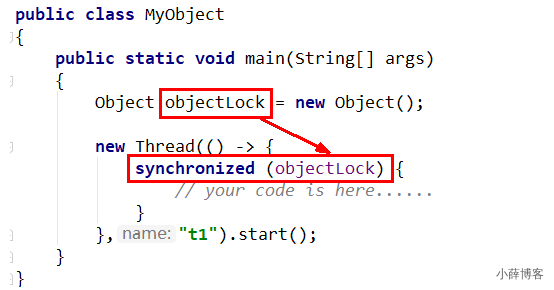 public class MyObject
{
public static void main(String[] args)
{
Object objectLock = new Object();
new Thread(() -> {
synchronized (objectLock) {
// your code is here......
}
}, name: "t1").start();
}
}
小薛博客